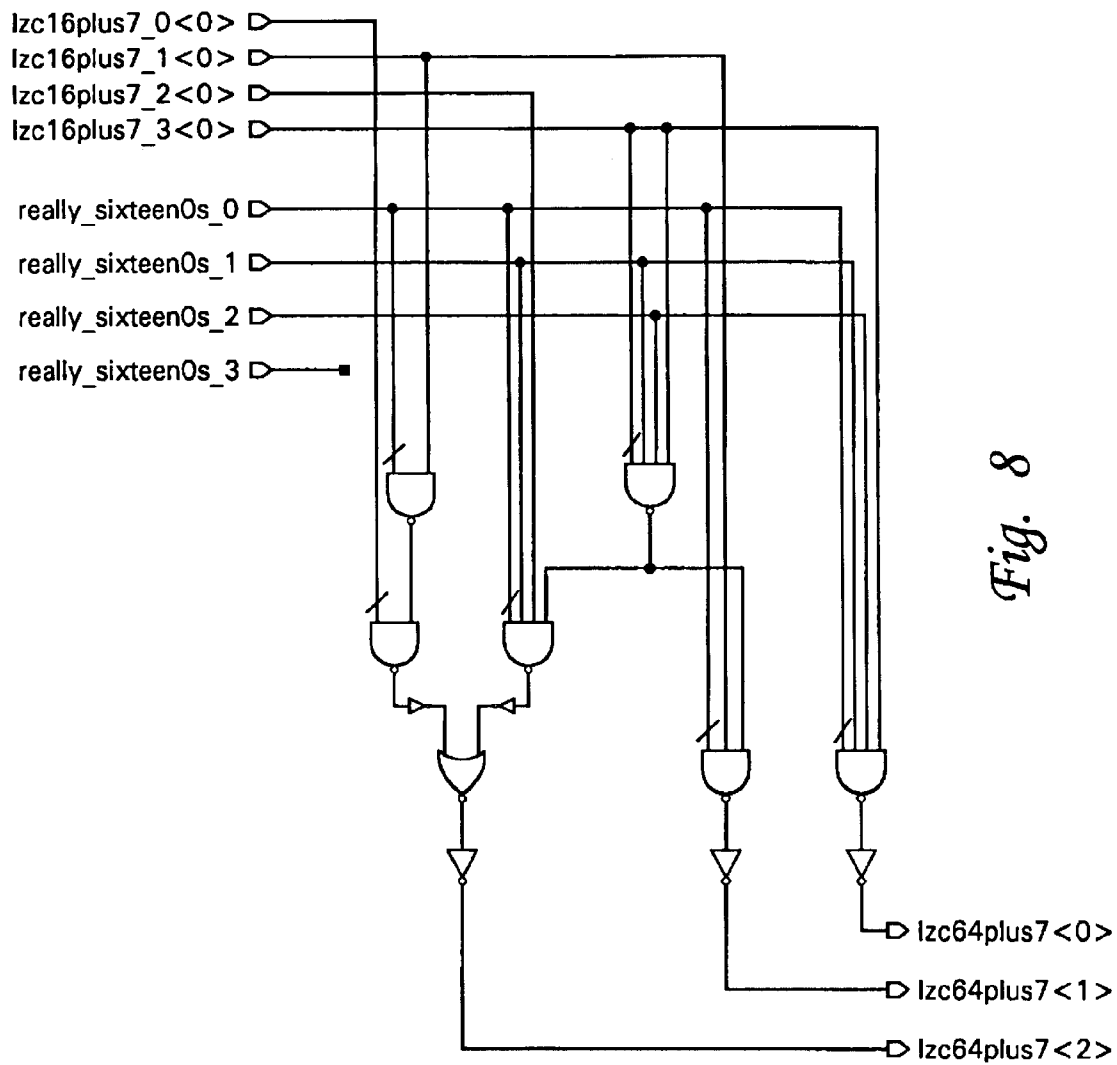 lzc16plus7_0<0>
lzc16plus7_1<0>
lzc16plus7_2<0>
lzc16plus7_3<0>
really_sixteen0s_0
really_sixteen0s_1
really_sixteen0s_2
really_sixteen0s_3
Fig. 8
lzc64plus7<0>
lzc64plus7<1>
lzc64plus7<2>